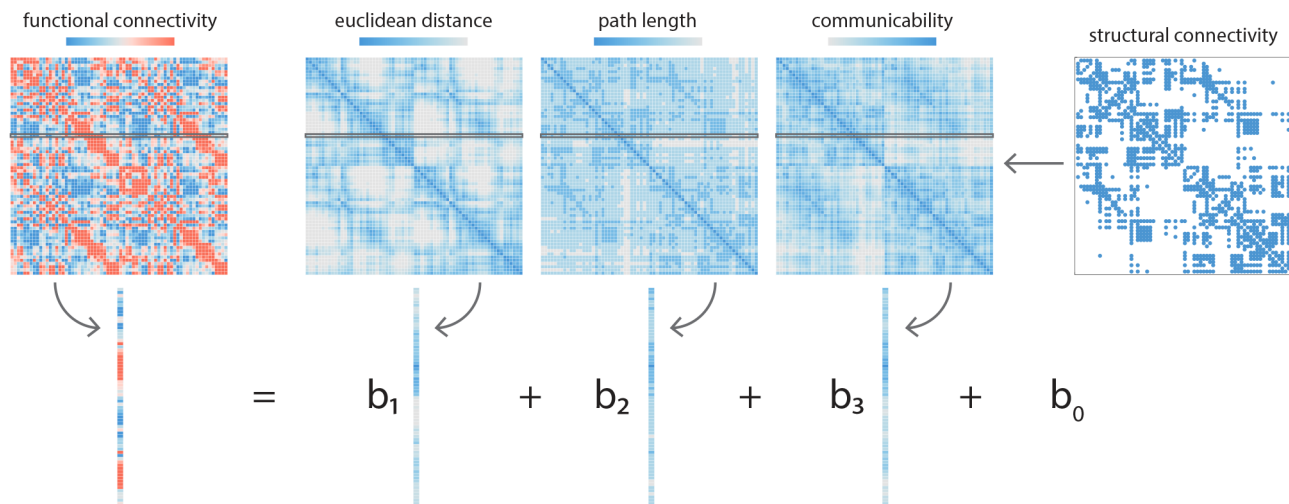 functional connectivity
euclidean distance
path length
communicability
structural connectivity
= b₁ + b₂ + b₃ + b₀